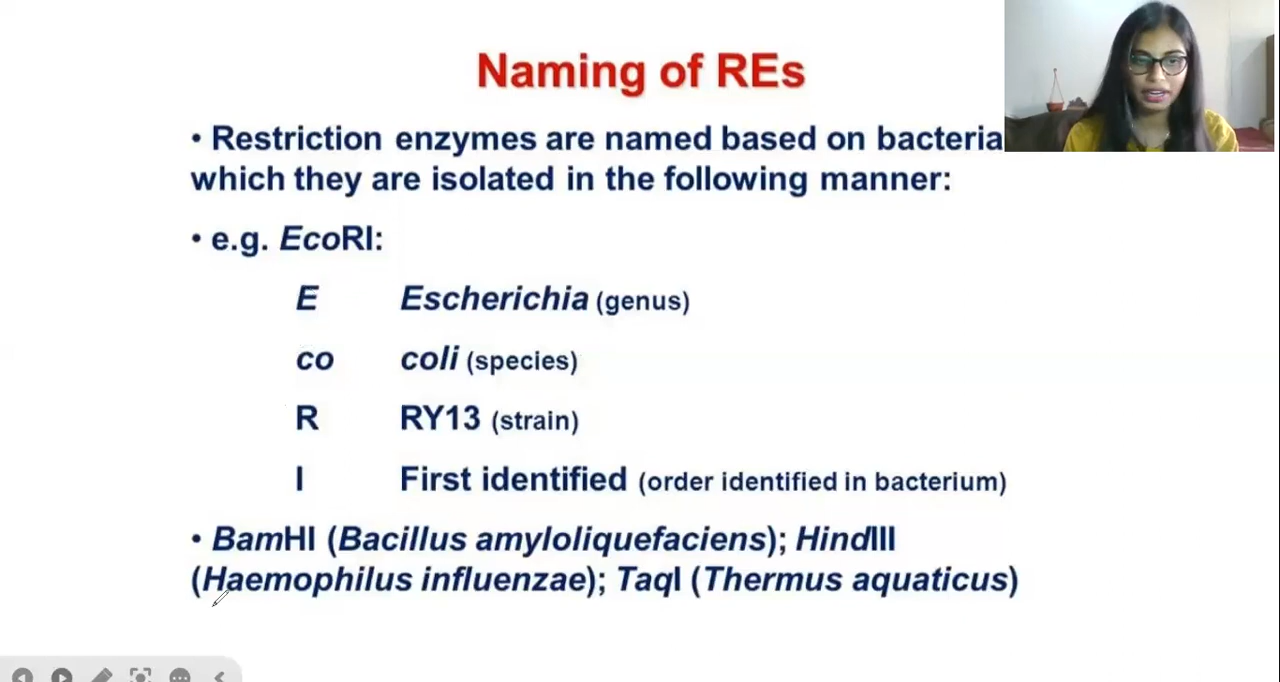 Naming of REs
• Restriction enzymes are named based on bacteria
which they are isolated in the following manner:
• e.g. EcoRI:
E Escherichia (genus)
co coli (species)
R RY13 (strain)
I First identified (order identified in bacterium)
• BamHI (Bacillus amyloliquefaciens); HindIII
(Haemophilus influenzae); TaqI (Thermus aquaticus)